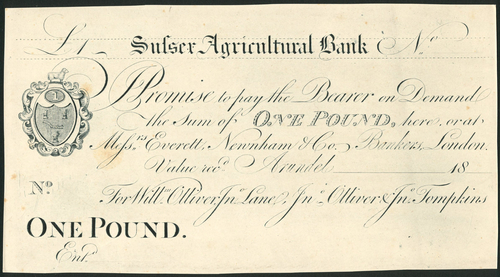 £1 Sussex Agricultural Bank No
I Promise to pay the Bearer on Demand
the Sum of ONE POUND, here, or at
Messrs. Everett, Newnham & Co. Bankers, London.
Value recd. Arundel 18
No
For Willm. Olliver, Jno. Lane, Jno. Olliver & Jno. Tompkins
ONE POUND.
Entd.